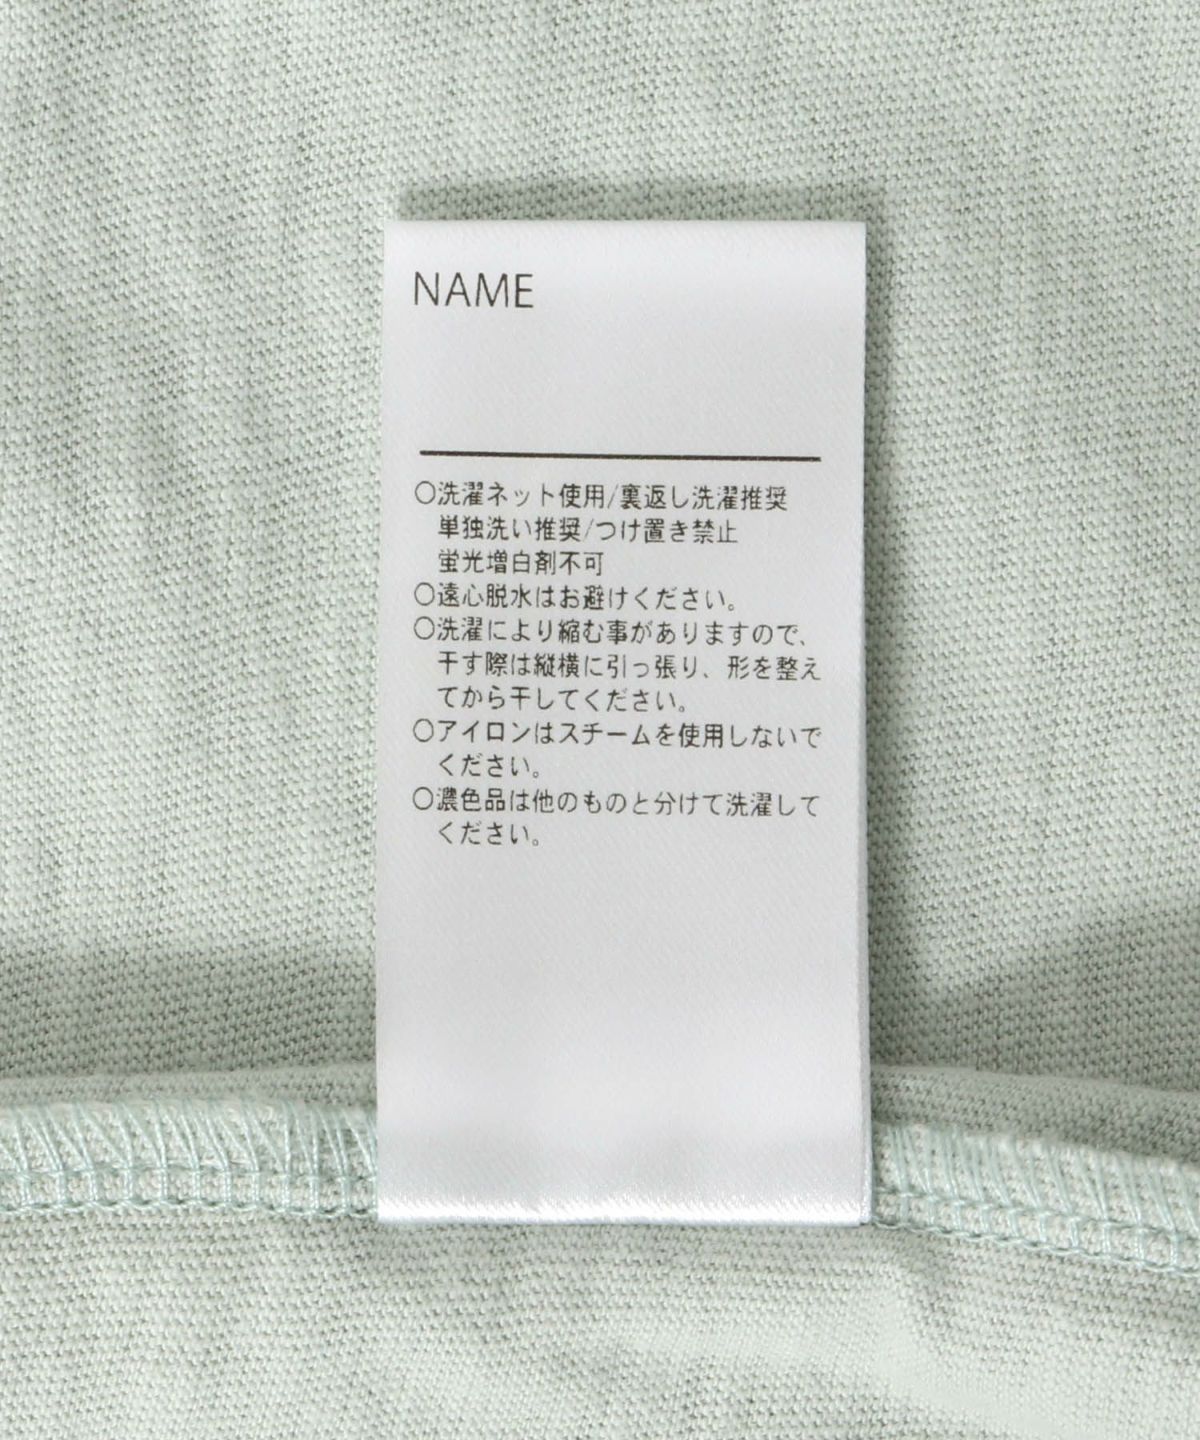 NAME
○洗濯ネット使用/裏返し洗濯推奨
単独洗い推奨/つけ置き禁止
蛍光増白剤不可
○遠心脱水はお避けください。
○洗濯により縮む事がありますので、
干す際は縦横に引っ張り、形を整え
てから干してください。
○アイロンはスチームを使用しないで
ください。
○濃色品は他のものと分けて洗濯して
ください。